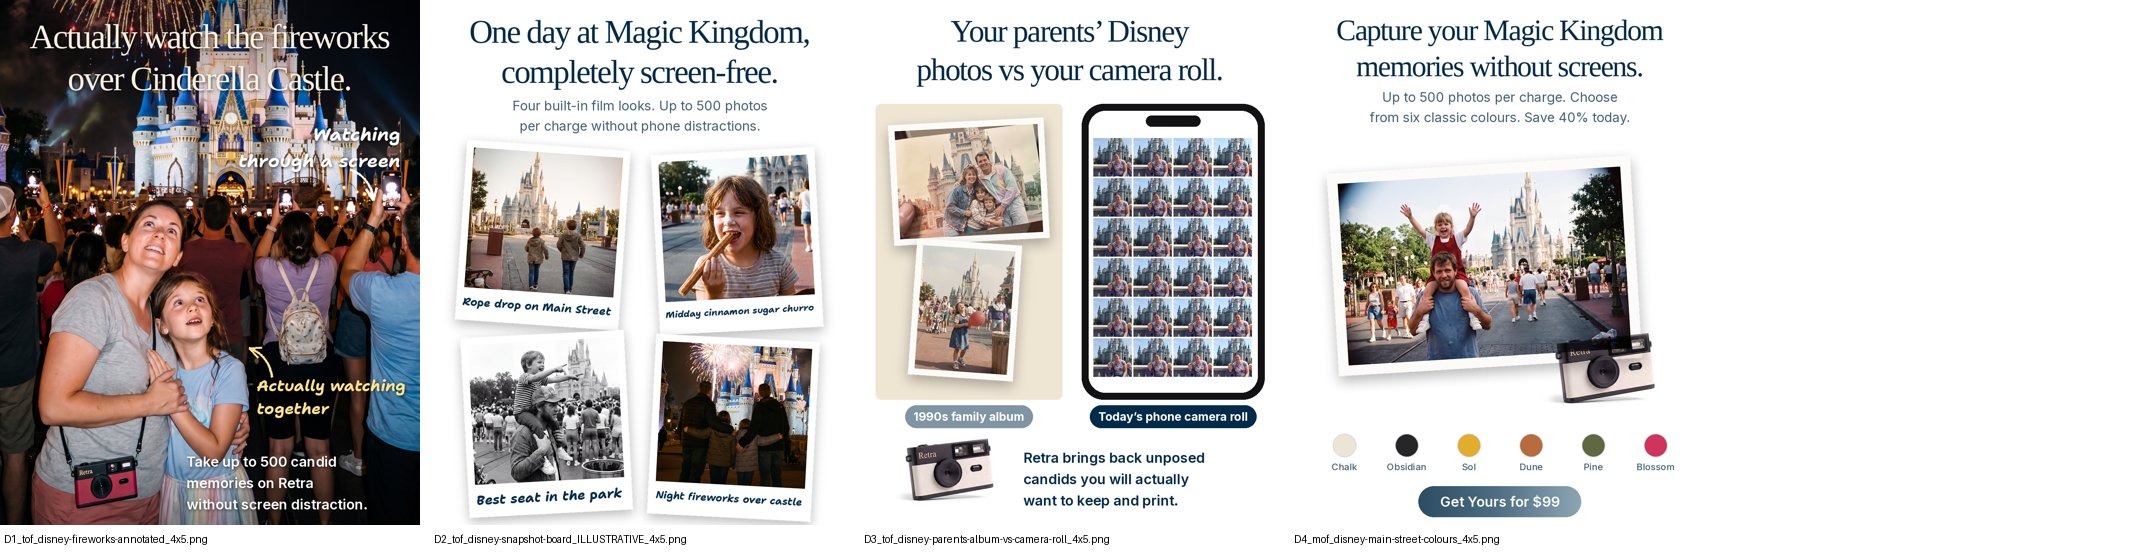 Actually watch the fireworks
over Cinderella Castle.
Watching
through a screen
Actually watching
together
Retra
Take up to 500 candid
memories on Retra
without screen distraction.
D1_tof_disney-fireworks-annotated_4x5.png
One day at Magic Kingdom,
completely screen-free.
Four built-in film looks. Up to 500 photos
per charge without phone distractions.
Rope drop on Main Street
Midday cinnamon sugar churro
Best seat in the park
Night fireworks over castle
D2_tof_disney-snapshot-board_ILLUSTRATIVE_4x5.png
Your parents’ Disney
photos vs your camera roll.
1990s family album
Today’s phone camera roll
Retra
Retra brings back unposed
candids you will actually
want to keep and print.
D3_tof_disney-parents-album-vs-camera-roll_4x5.png
Capture your Magic Kingdom
memories without screens.
Up to 500 photos per charge. Choose
from six classic colours. Save 40% today.
Retra
Chalk
Obsidian
Sol
Dune
Pine
Blossom
Get Yours for $99
D4_mof_disney-main-street-colours_4x5.png